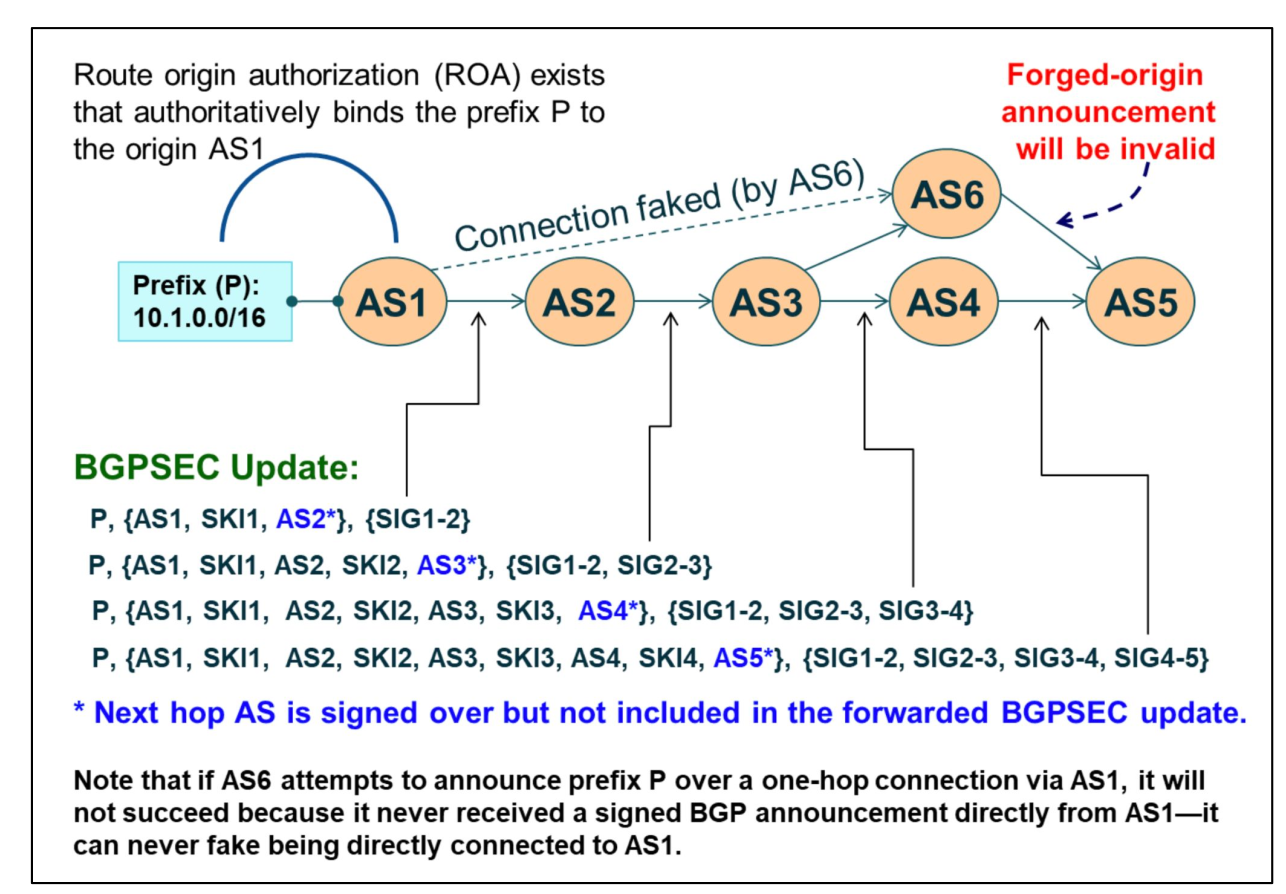 Route origin authorization (ROA) exists
that authoritatively binds the prefix P to
the origin AS1
Forged-origin
announcement
will be invalid
Connection faked (by AS6)
AS6
Prefix (P):
10.1.0.0/16
AS1
AS2
AS3
AS4
AS5
BGPSEC Update:
P, {AS1, SKI1, AS2*}, {SIG1-2}
P, {AS1, SKI1, AS2, SKI2, AS3*}, {SIG1-2, SIG2-3}
P, {AS1, SKI1, AS2, SKI2, AS3, SKI3, AS4*}, {SIG1-2, SIG2-3, SIG3-4}
P, {AS1, SKI1, AS2, SKI2, AS3, SKI3, AS4, SKI4, AS5*}, {SIG1-2, SIG2-3, SIG3-4, SIG4-5}
* Next hop AS is signed over but not included in the forwarded BGPSEC update.
Note that if AS6 attempts to announce prefix P over a one-hop connection via AS1, it will
not succeed because it never received a signed BGP announcement directly from AS1—it
can never fake being directly connected to AS1.